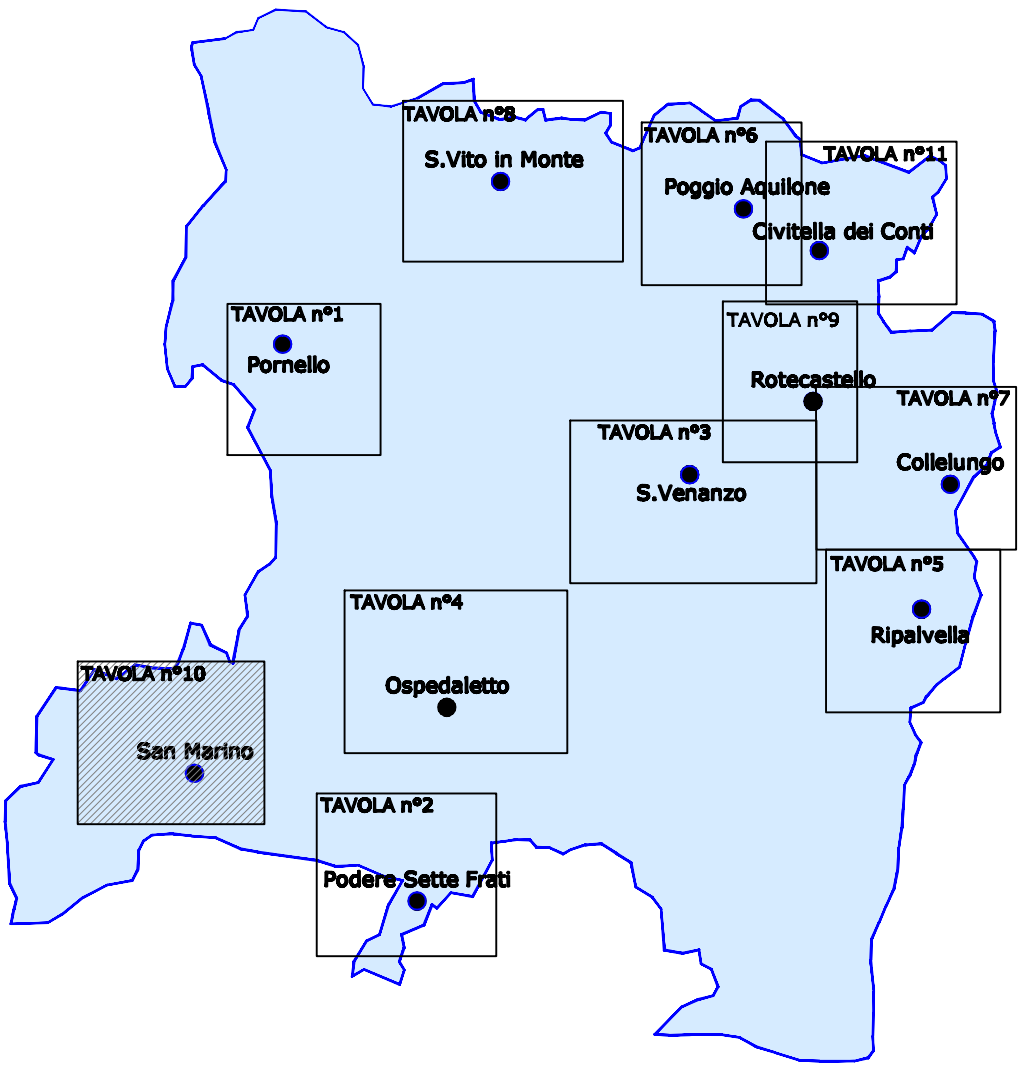 TAVOLA n°8
S.Vito in Monte
TAVOLA n°6
Poggio Aquilone
TAVOLA n°11
Civitella dei Conti
TAVOLA n°1
Pornello
TAVOLA n°9
Rotecastello
TAVOLA n°7
Collelungo
TAVOLA n°3
S.Venanzo
TAVOLA n°5
Ripalvella
TAVOLA n°4
Ospedaletto
TAVOLA n°10
San Marino
TAVOLA n°2
Podere Sette Frati